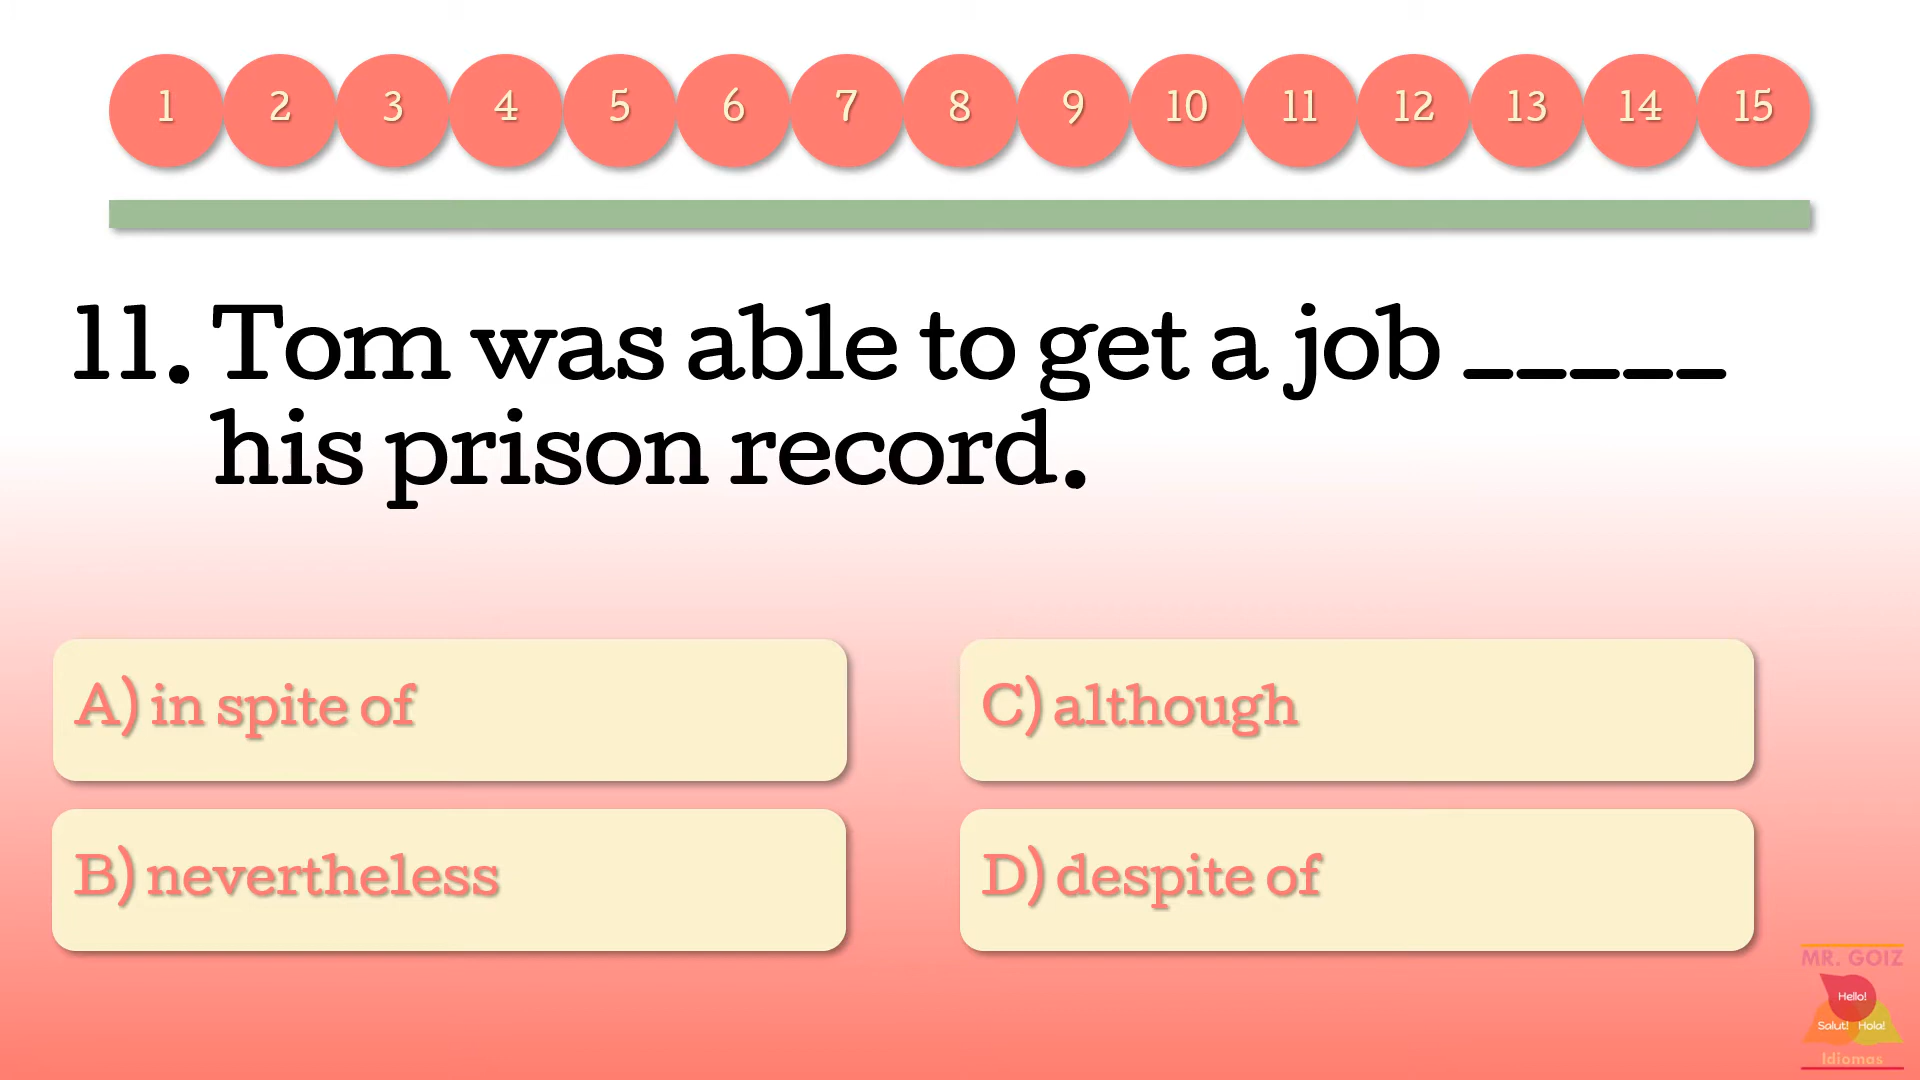 1 2 3 4 5 6 7 8 9 10 11 12 13 14 15
11. Tom was able to get a job _____
his prison record.
A) in spite of
C) although
B) nevertheless
D) despite of
MR. GOIZ
Hello!
Salut! Hola!
Idiomas